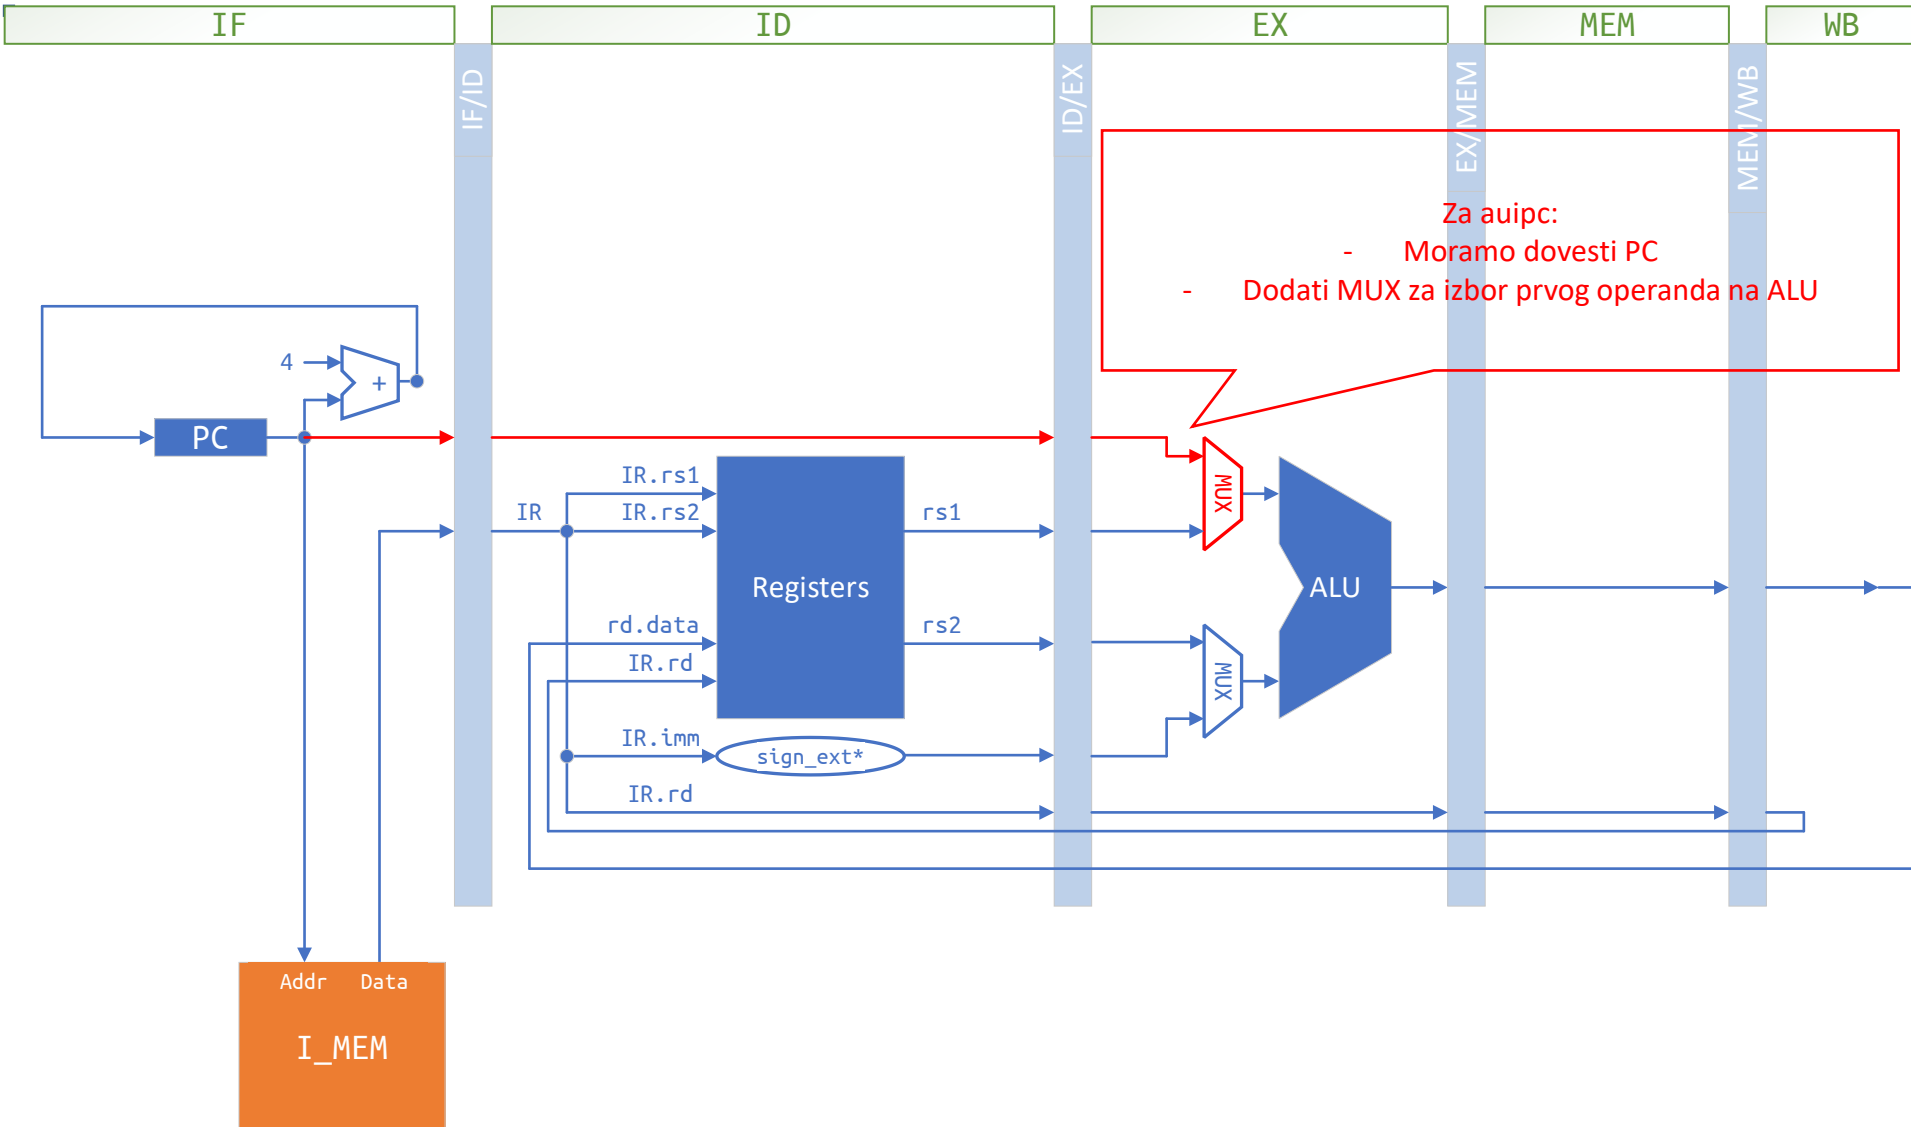 IF
ID
EX
MEM
WB
IF/ID
ID/EX
EX/MEM
MEM/WB
Za auipc:
- Moramo dovesti PC
- Dodati MUX za izbor prvog operanda na ALU
4
+
PC
IR
IR.rs1
IR.rs2
rd.data
IR.rd
IR.imm
IR.rd
Registers
sign_ext*
rs1
rs2
MUX
MUX
ALU
Addr Data
I_MEM